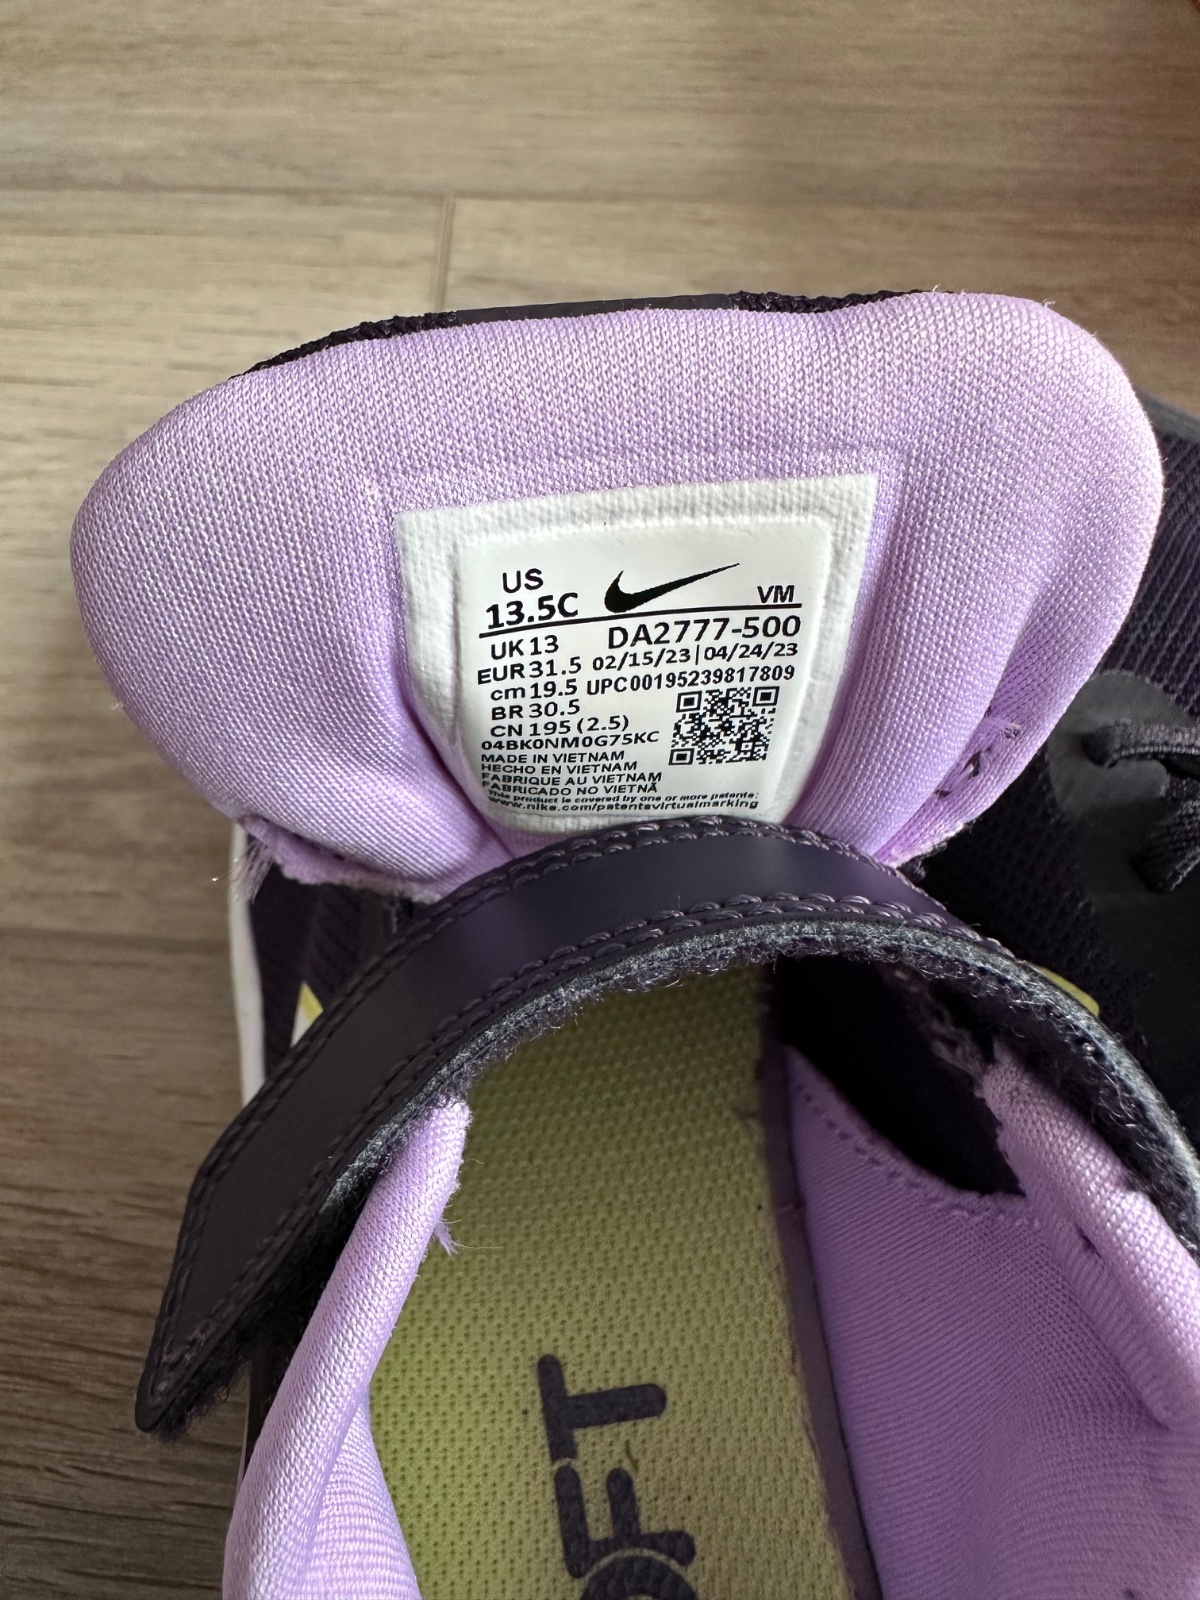 US
13.5C
VM
UK 13
DA2777-500
EUR 31.5
02/15/23|04/24/23
cm 19.5
UPC00195239817809
BR 30.5
CN 195 (2.5)
04BK0NM0G75KC
MADE IN VIETNAM
HECHO EN VIETNAM
FABRIQUE AU VIETNAM
FABRICADO NO VIETNÃ
This product is covered by one or more patents:
www.nike.com/patentsvirtualmarking
OFT